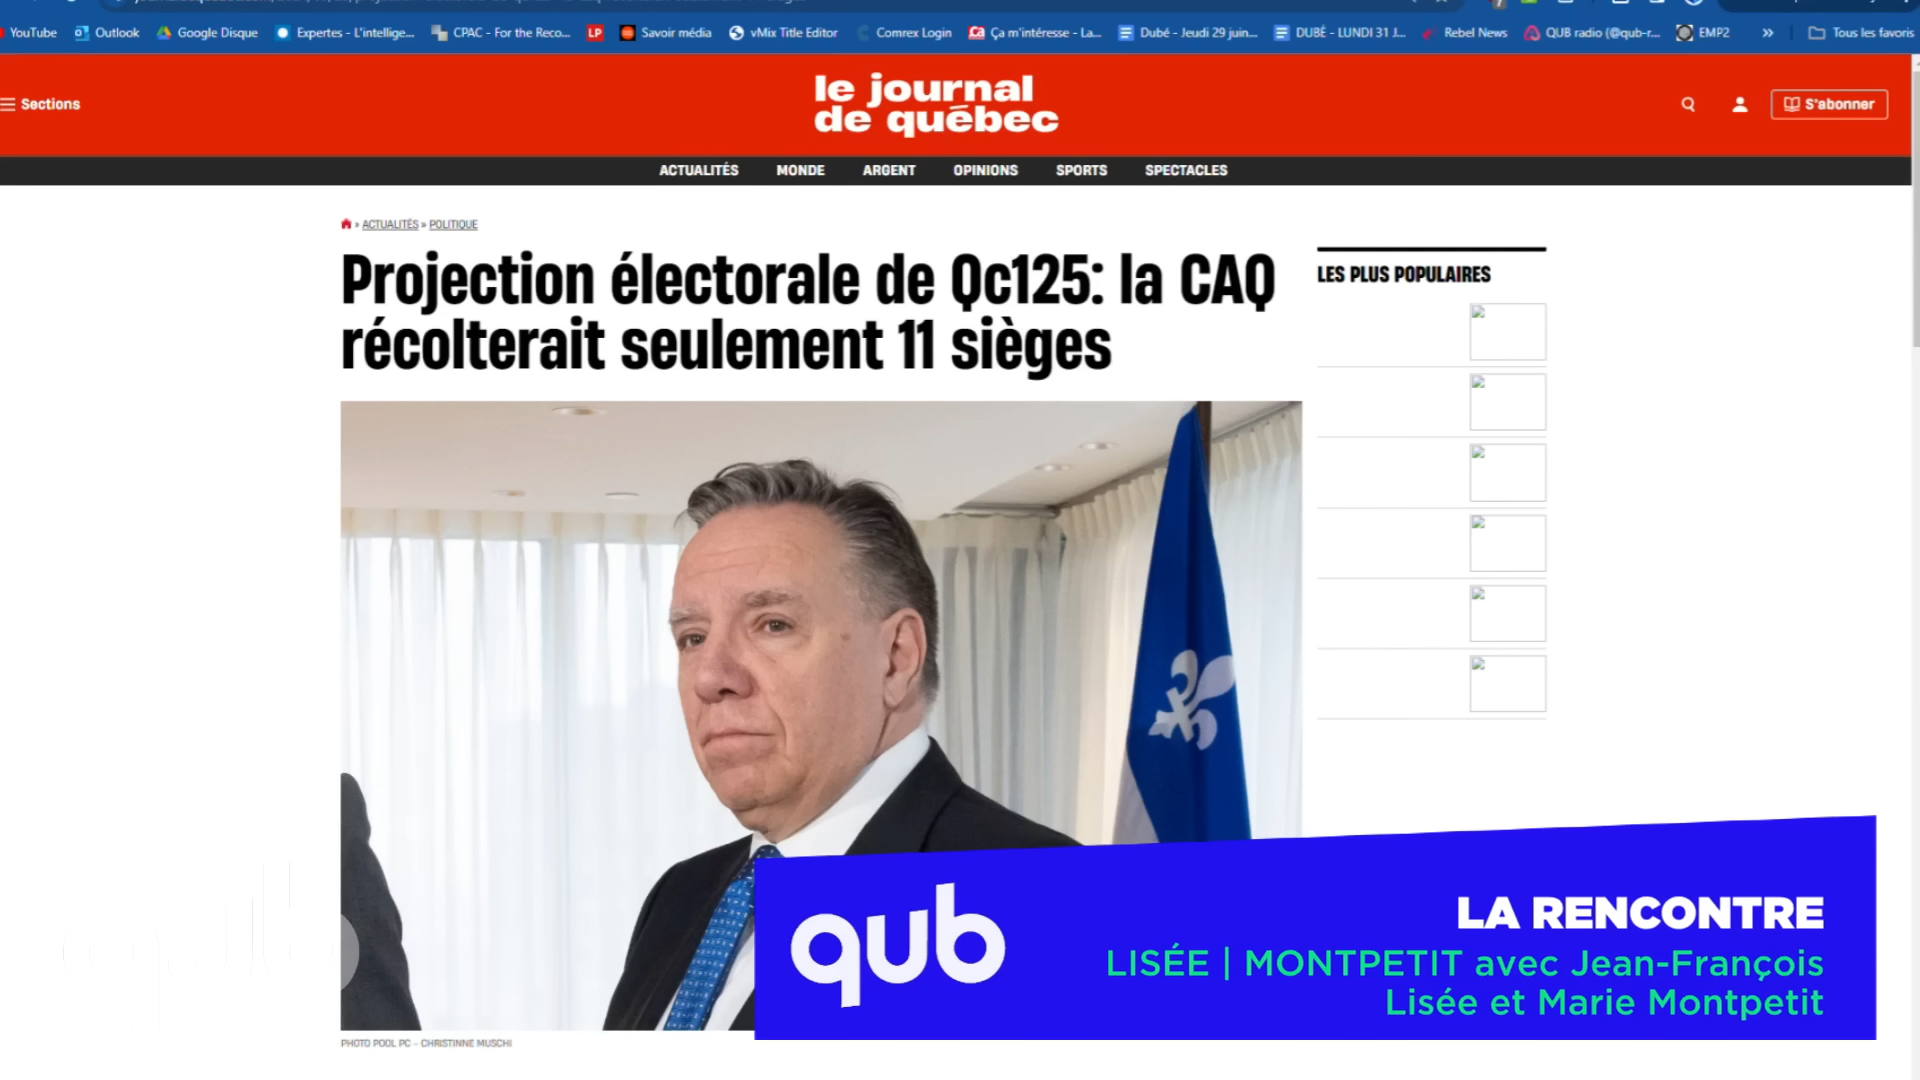 YouTube
Outlook
Google Disque
Expertes - L'intellige...
CPAC - For the Reco...
LP
Savoir média
vMix Title Editor
Comrex Login
Ça m'intéresse - La...
Dubé - Jeudi 29 juin...
DUBÉ - LUNDI 31 J...
Rebel News
QUB radio (@qub-r...
EMP2
»
Tous les favoris
Sections
le journal
de québec
S'abonner
ACTUALITÉS
MONDE
ARGENT
OPINIONS
SPORTS
SPECTACLES
» ACTUALITÉS » POLITIQUE
Projection électorale de Qc125: la CAQ
récolterait seulement 11 sièges
LES PLUS POPULAIRES
qub
LA RENCONTRE
LISÉE | MONTPETIT avec Jean-François
Lisée et Marie Montpetit
qub
PHOTO POOL PC - CHRISTINNE MUSCHI